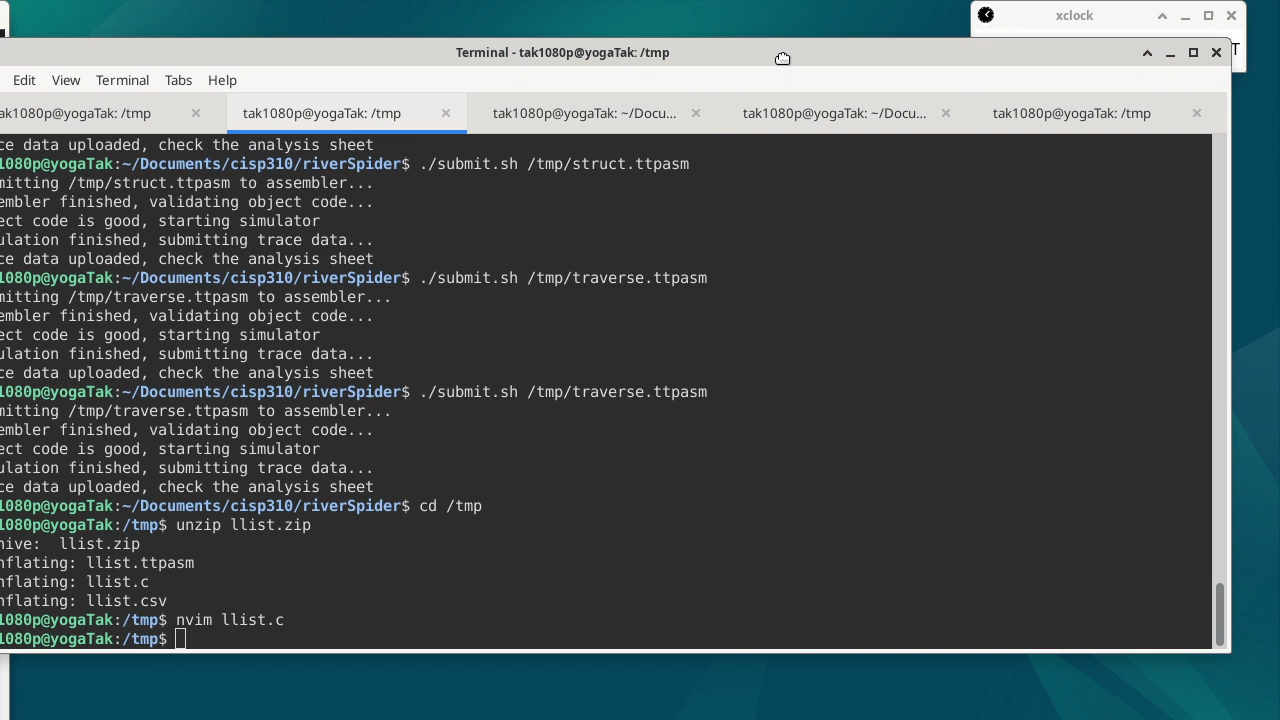 xclock
Terminal - tak1080p@yogaTak: /tmp
T
Edit View Terminal Tabs Help
ak1080p@yogaTak: /tmp tak1080p@yogaTak: /tmp tak1080p@yogaTak: ~/Docu... tak1080p@yogaTak: ~/Docu... tak1080p@yogaTak: /tmp
ce data uploaded, check the analysis sheet
1080p@yogaTak:~/Documents/cisp310/riverSpider$ ./submit.sh /tmp/struct.ttpasm
mitting /tmp/struct.ttpasm to assembler...
embler finished, validating object code...
ect code is good, starting simulator
ulation finished, submitting trace data...
ce data uploaded, check the analysis sheet
1080p@yogaTak:~/Documents/cisp310/riverSpider$ ./submit.sh /tmp/traverse.ttpasm
mitting /tmp/traverse.ttpasm to assembler...
embler finished, validating object code...
ect code is good, starting simulator
ulation finished, submitting trace data...
ce data uploaded, check the analysis sheet
1080p@yogaTak:~/Documents/cisp310/riverSpider$ ./submit.sh /tmp/traverse.ttpasm
mitting /tmp/traverse.ttpasm to assembler...
embler finished, validating object code...
ect code is good, starting simulator
ulation finished, submitting trace data...
ce data uploaded, check the analysis sheet
1080p@yogaTak:~/Documents/cisp310/riverSpider$ cd /tmp
1080p@yogaTak:/tmp$ unzip llist.zip
hive:  llist.zip
nflating: llist.ttpasm
nflating: llist.c
nflating: llist.csv
1080p@yogaTak:/tmp$ nvim llist.c
1080p@yogaTak:/tmp$